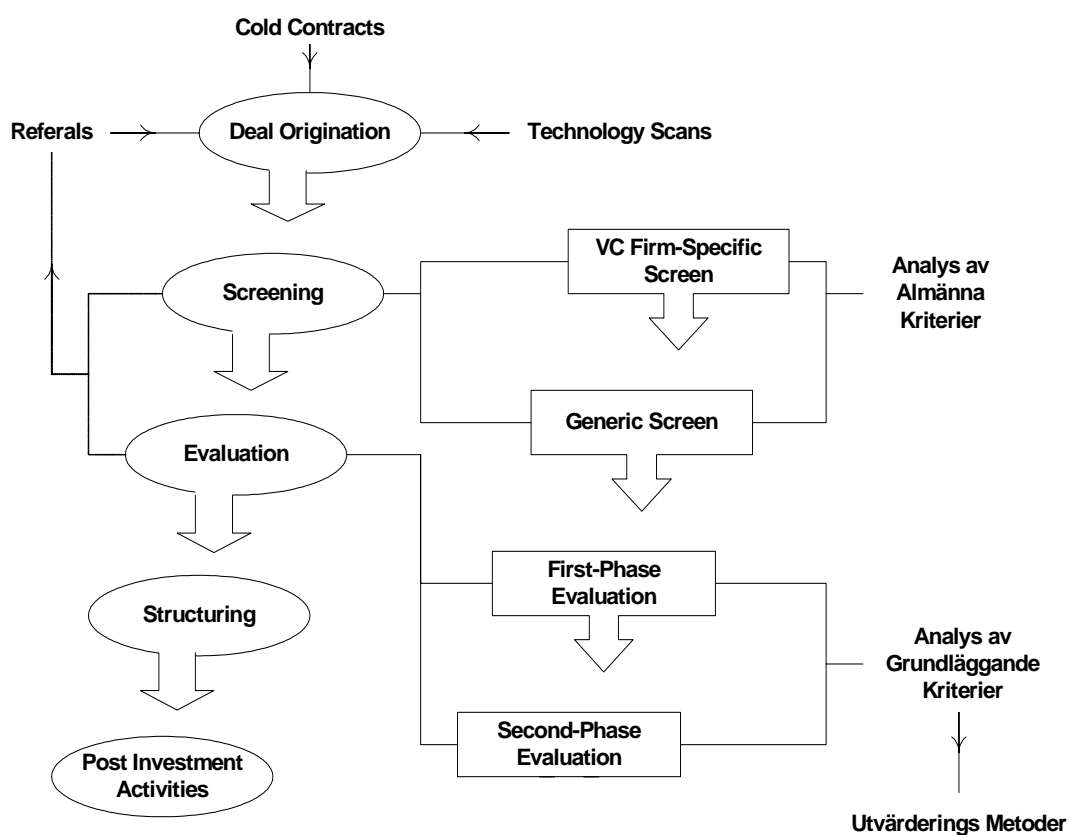 Cold Contracts
Referals
Deal Origination
Technology Scans
VC Firm-Specific
Screen
Analys av
Almänna
Kriterier
Screening
Generic Screen
Evaluation
First-Phase
Evaluation
Structuring
Analys av
Grundläggande
Kriterier
Second-Phase
Evaluation
Post Investment
Activities
Utvärderings Metoder